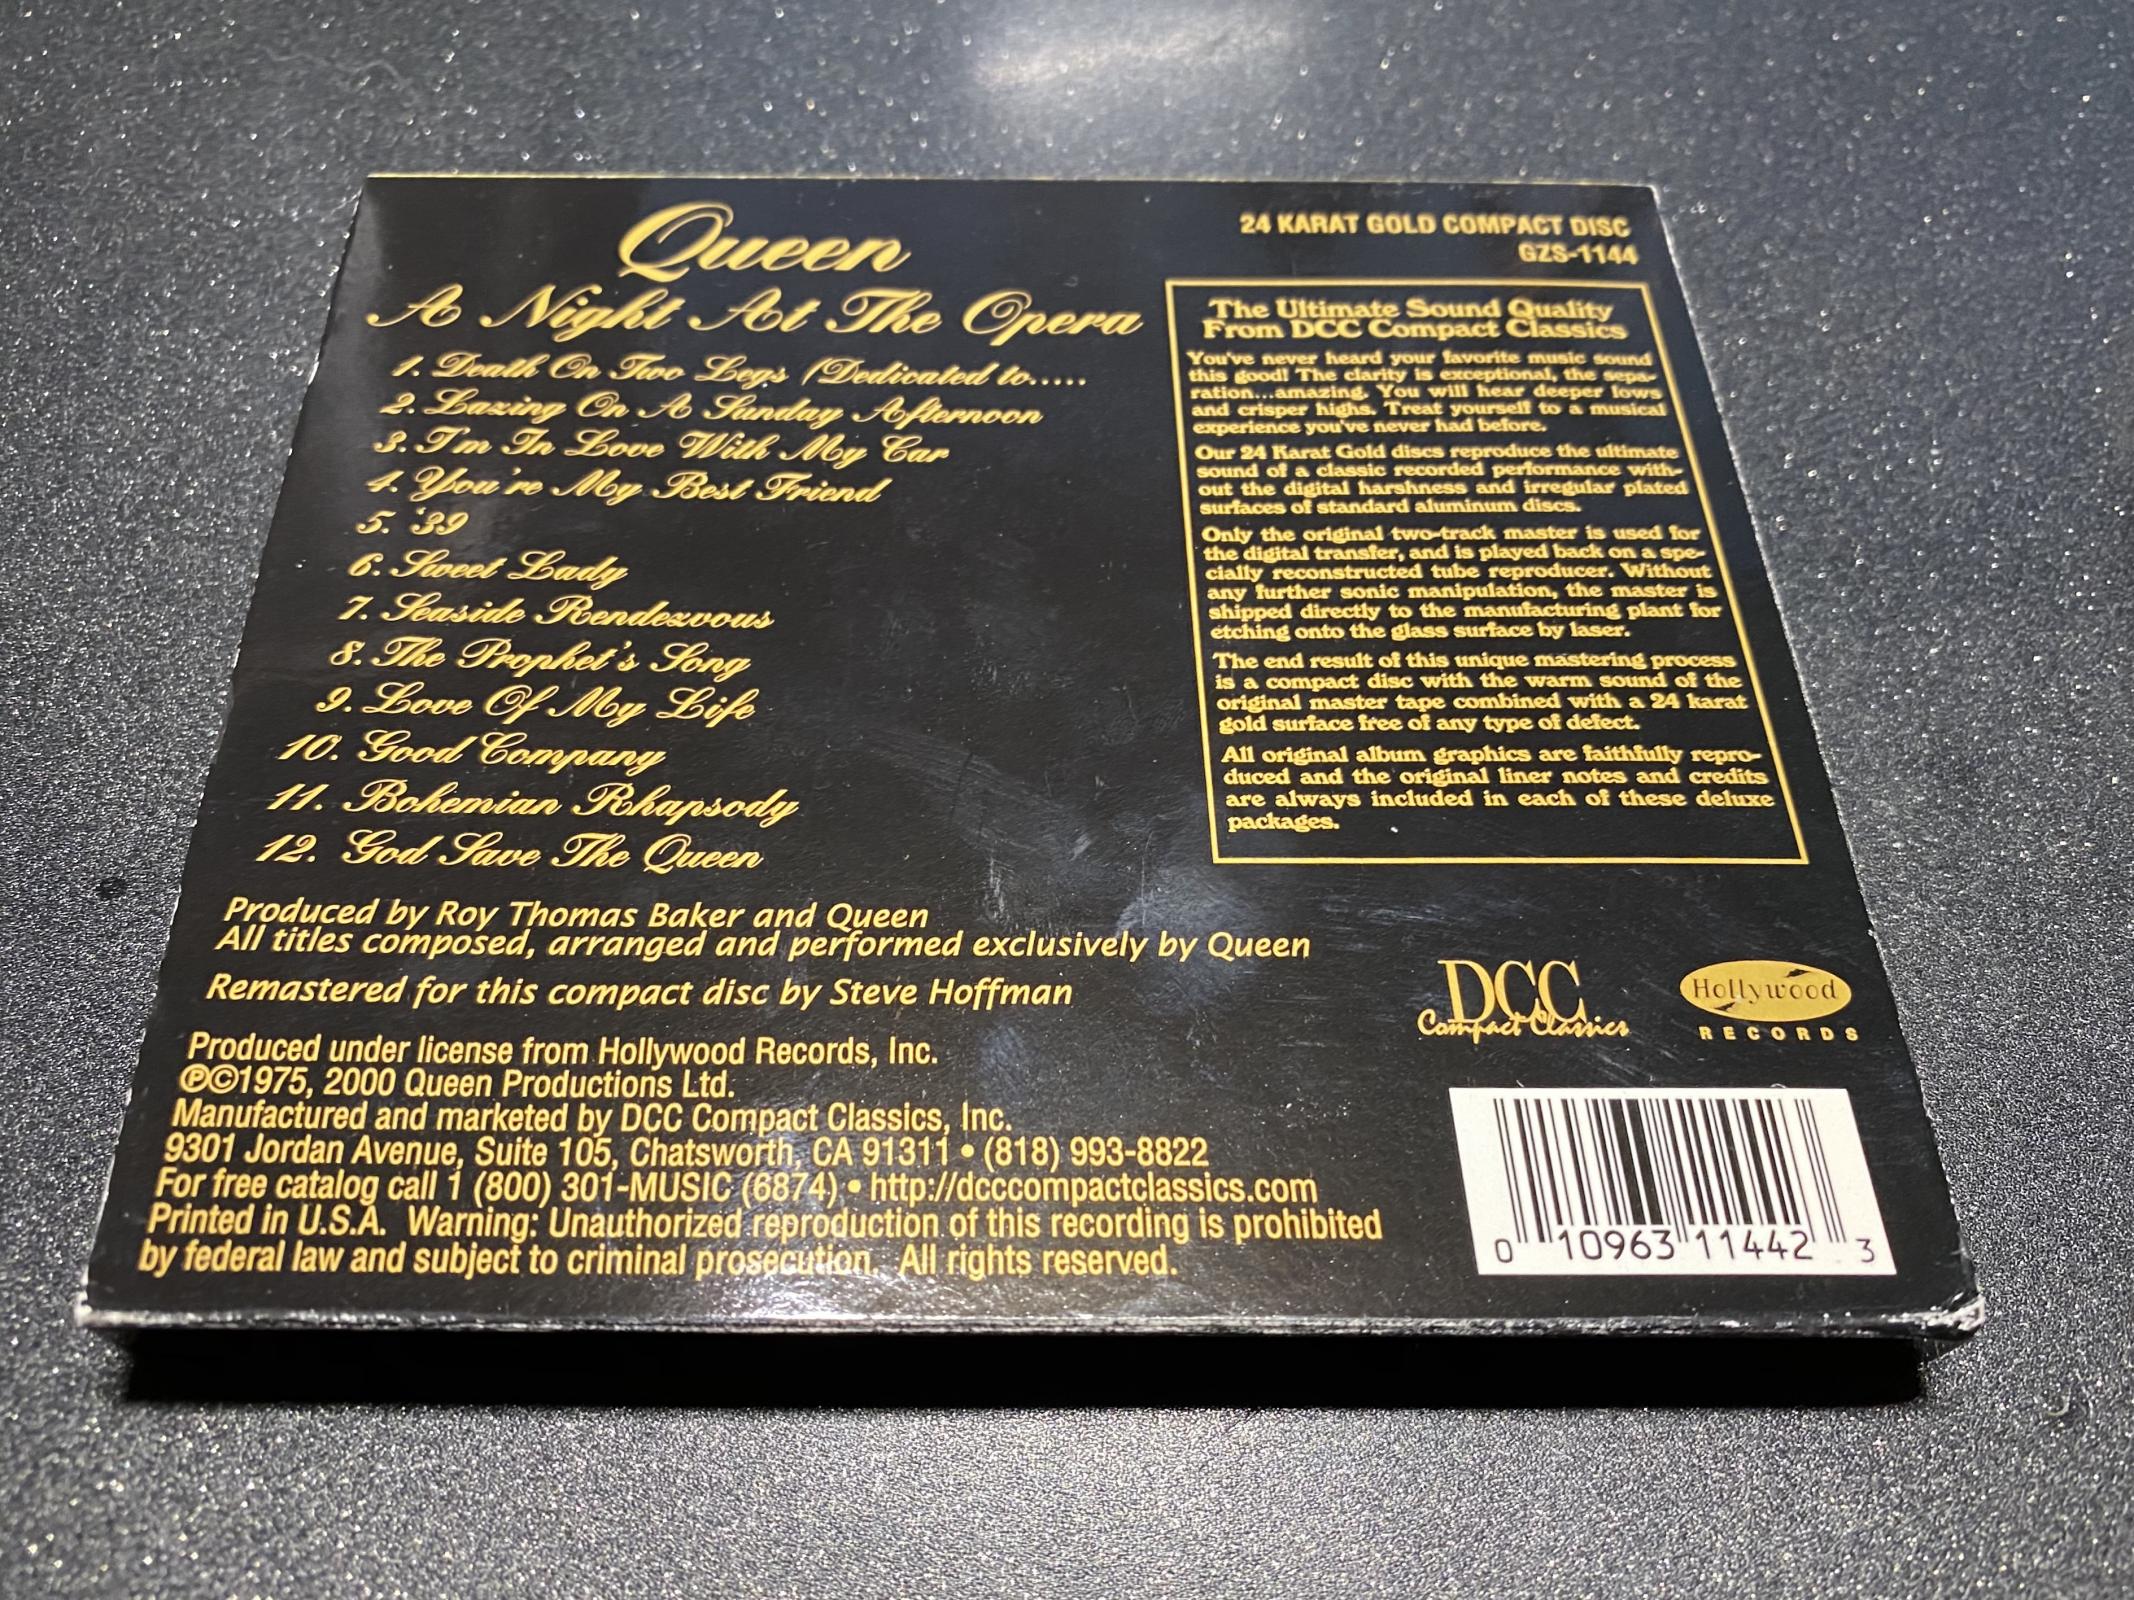 Queen
A Night At The Opera
1. Death On Two Legs (Dedicated to.....
2. Lazing On A Sunday Afternoon
3. I'm In Love With My Car
4. You're My Best Friend
5. '39
6. Sweet Lady
7. Seaside Rendezvous
8. The Prophet's Song
9. Love Of My Life
10. Good Company
11. Bohemian Rhapsody
12. God Save The Queen
Produced by Roy Thomas Baker and Queen
All titles composed, arranged and performed exclusively by Queen
Remastered for this compact disc by Steve Hoffman
Produced under license from Hollywood Records, Inc.
℗©1975, 2000 Queen Productions Ltd.
Manufactured and marketed by DCC Compact Classics, Inc.
9301 Jordan Avenue, Suite 105, Chatsworth, CA 91311 • (818) 993-8822
For free catalog call 1 (800) 301-MUSIC (6874) • http://dcccompactclassics.com
Printed in U.S.A. Warning: Unauthorized reproduction of this recording is prohibited
by federal law and subject to criminal prosecution. All rights reserved.
24 KARAT GOLD COMPACT DISC
GZS-1144
The Ultimate Sound Quality
From DCC Compact Classics
You've never heard your favorite music sound
this good! The clarity is exceptional, the sepa-
ration...amazing. You will hear deeper lows
and crisper highs. Treat yourself to a musical
experience you've never had before.
Our 24 Karat Gold discs reproduce the ultimate
sound of a classic recorded performance with-
out the digital harshness and irregular plated
surfaces of standard aluminum discs.
Only the original two-track master is used for
the digital transfer, and is played back on a spe-
cially reconstructed tube reproducer. Without
any further sonic manipulation, the master is
shipped directly to the manufacturing plant for
etching onto the glass surface by laser.
The end result of this unique mastering process
is a compact disc with the warm sound of the
original master tape combined with a 24 karat
gold surface free of any type of defect.
All original album graphics are faithfully repro-
duced and the original liner notes and credits
are always included in each of these deluxe
packages.
DCC
Compact Classics
Hollywood
RECORDS
0 10963 11442 3